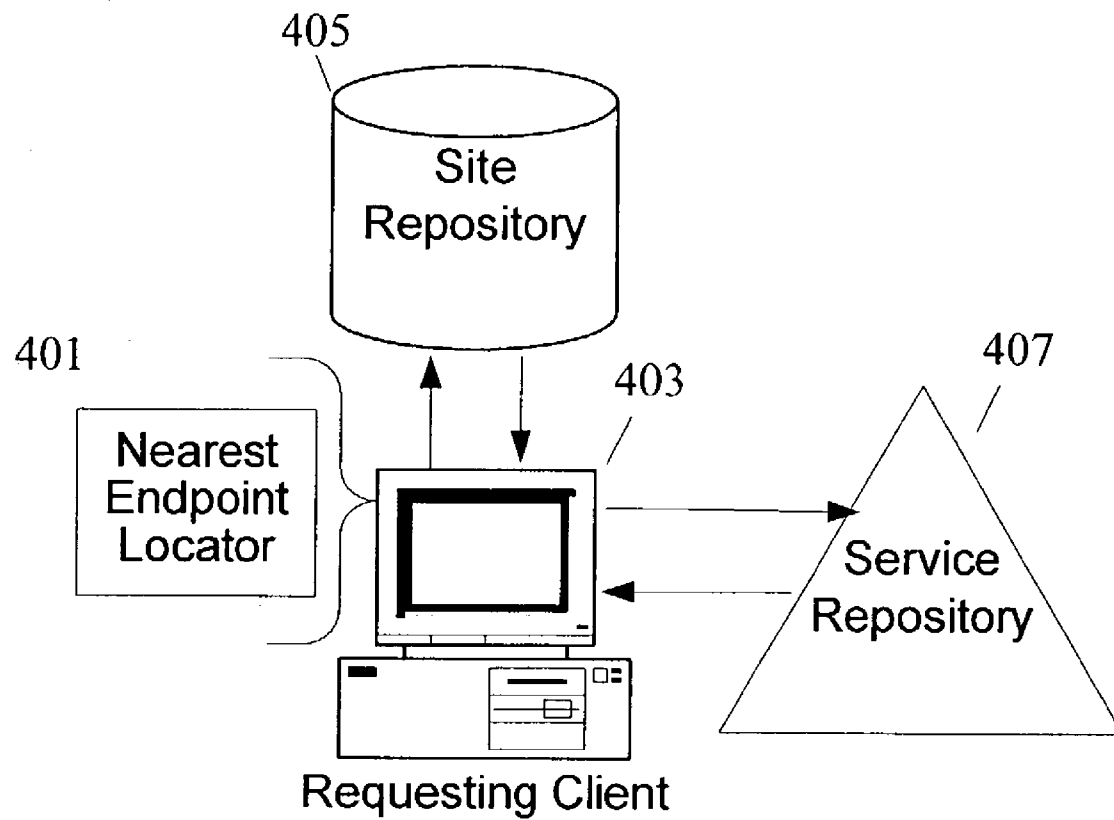 405
Site
Repository
401
403
407
Nearest
Endpoint
Locator
Service
Repository
Requesting Client